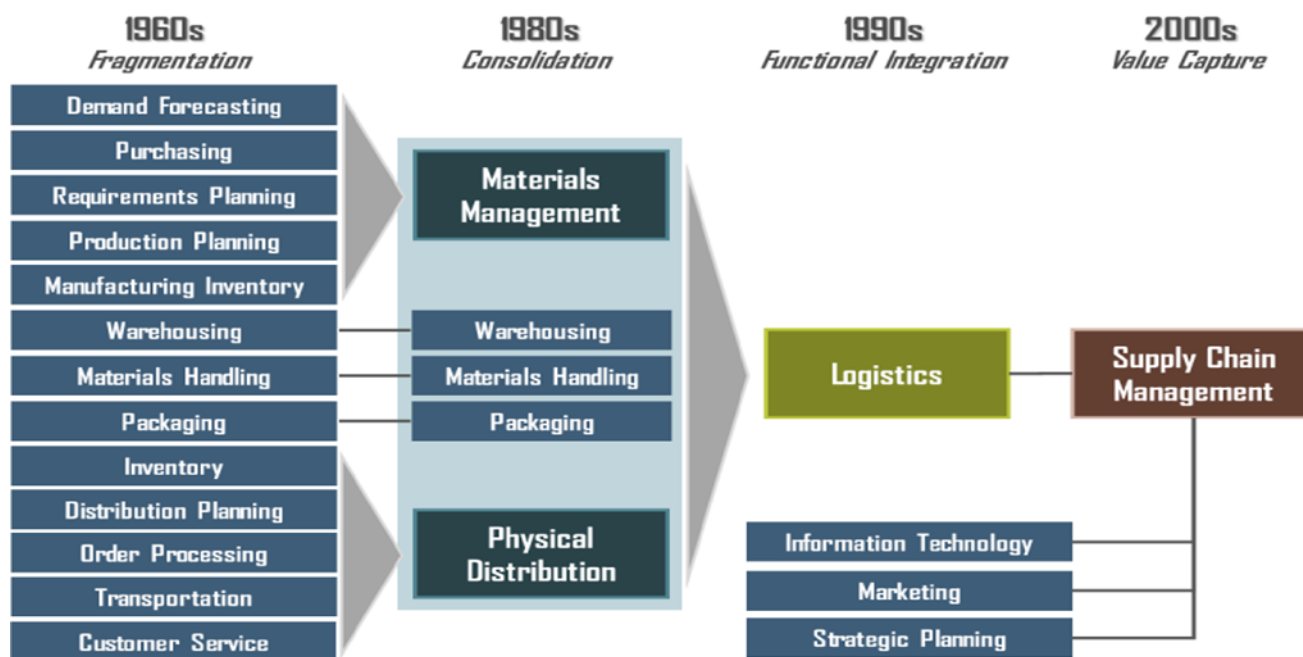 1960s
Fragmentation
1980s
Consolidation
1990s
Functional Integration
2000s
Value Capture
Demand Forecasting
Purchasing
Requirements Planning
Production Planning
Manufacturing Inventory
Warehousing
Materials Handling
Packaging
Inventory
Distribution Planning
Order Processing
Transportation
Customer Service
Materials
Management
Warehousing
Materials Handling
Packaging
Physical
Distribution
Logistics
Information Technology
Marketing
Strategic Planning
Supply Chain
Management